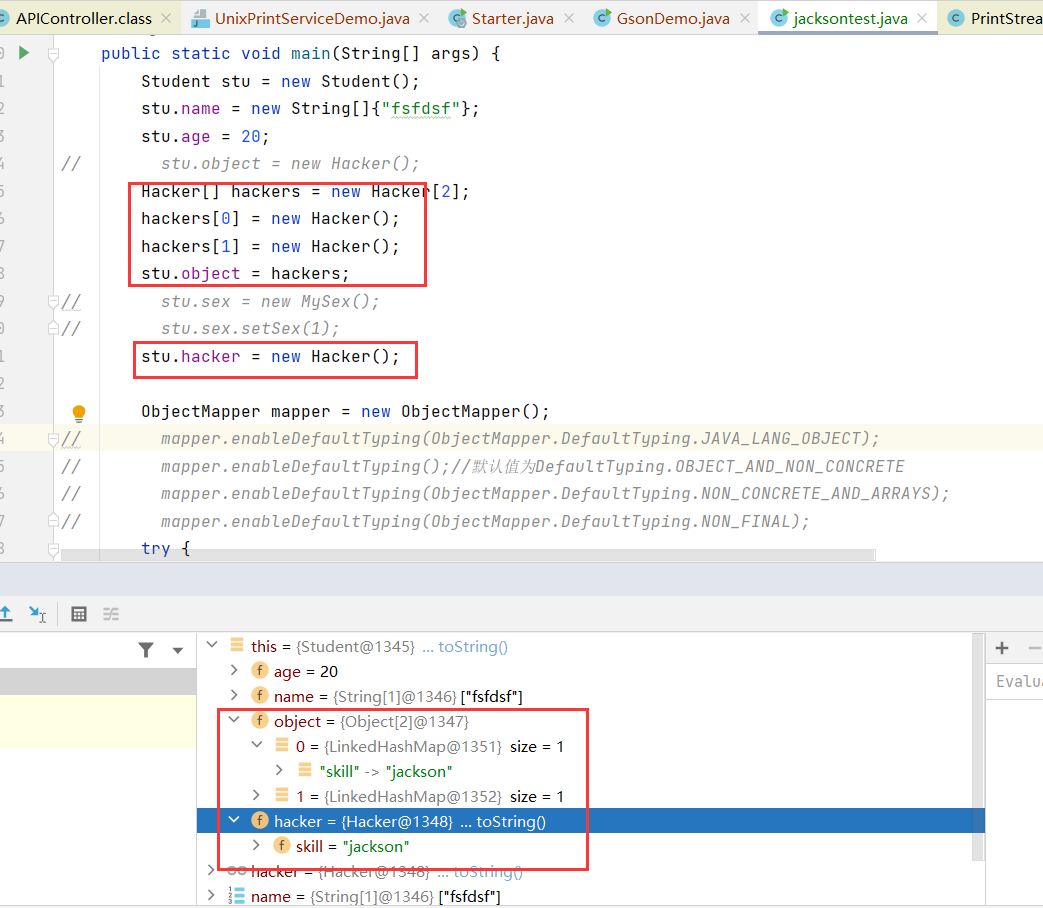 APIController.class UnixPrintServiceDemo.java Starter.java GsonDemo.java jacksontest.java PrintStrea
public static void main(String[] args) {
Student stu = new Student();
stu.name = new String[]{"fsfdsf"};
stu.age = 20;
// stu.object = new Hacker();
Hacker[] hackers = new Hacker[2];
hackers[0] = new Hacker();
hackers[1] = new Hacker();
stu.object = hackers;
// stu.sex = new MySex();
// stu.sex.setSex(1);
stu.hacker = new Hacker();
ObjectMapper mapper = new ObjectMapper();
// mapper.enableDefaultTyping(ObjectMapper.DefaultTyping.JAVA_LANG_OBJECT);
// mapper.enableDefaultTyping();//默认值为DefaultTyping.OBJECT_AND_NON_CONCRETE
// mapper.enableDefaultTyping(ObjectMapper.DefaultTyping.NON_CONCRETE_AND_ARRAYS);
// mapper.enableDefaultTyping(ObjectMapper.DefaultTyping.NON_FINAL);
try {
this = {Student@1345} ... toString()
age = 20
name = {String[1]@1346} ["fsfdsf"]
Evalua
object = {Object[2]@1347}
0 = {LinkedHashMap@1351} size = 1
"skill" -> "jackson"
1 = {LinkedHashMap@1352} size = 1
hacker = {Hacker@1348} ... toString()
skill = "jackson"
hacker = {Hacker@1348} ... toString()
name = {String[1]@1346} ["fsfdsf"]